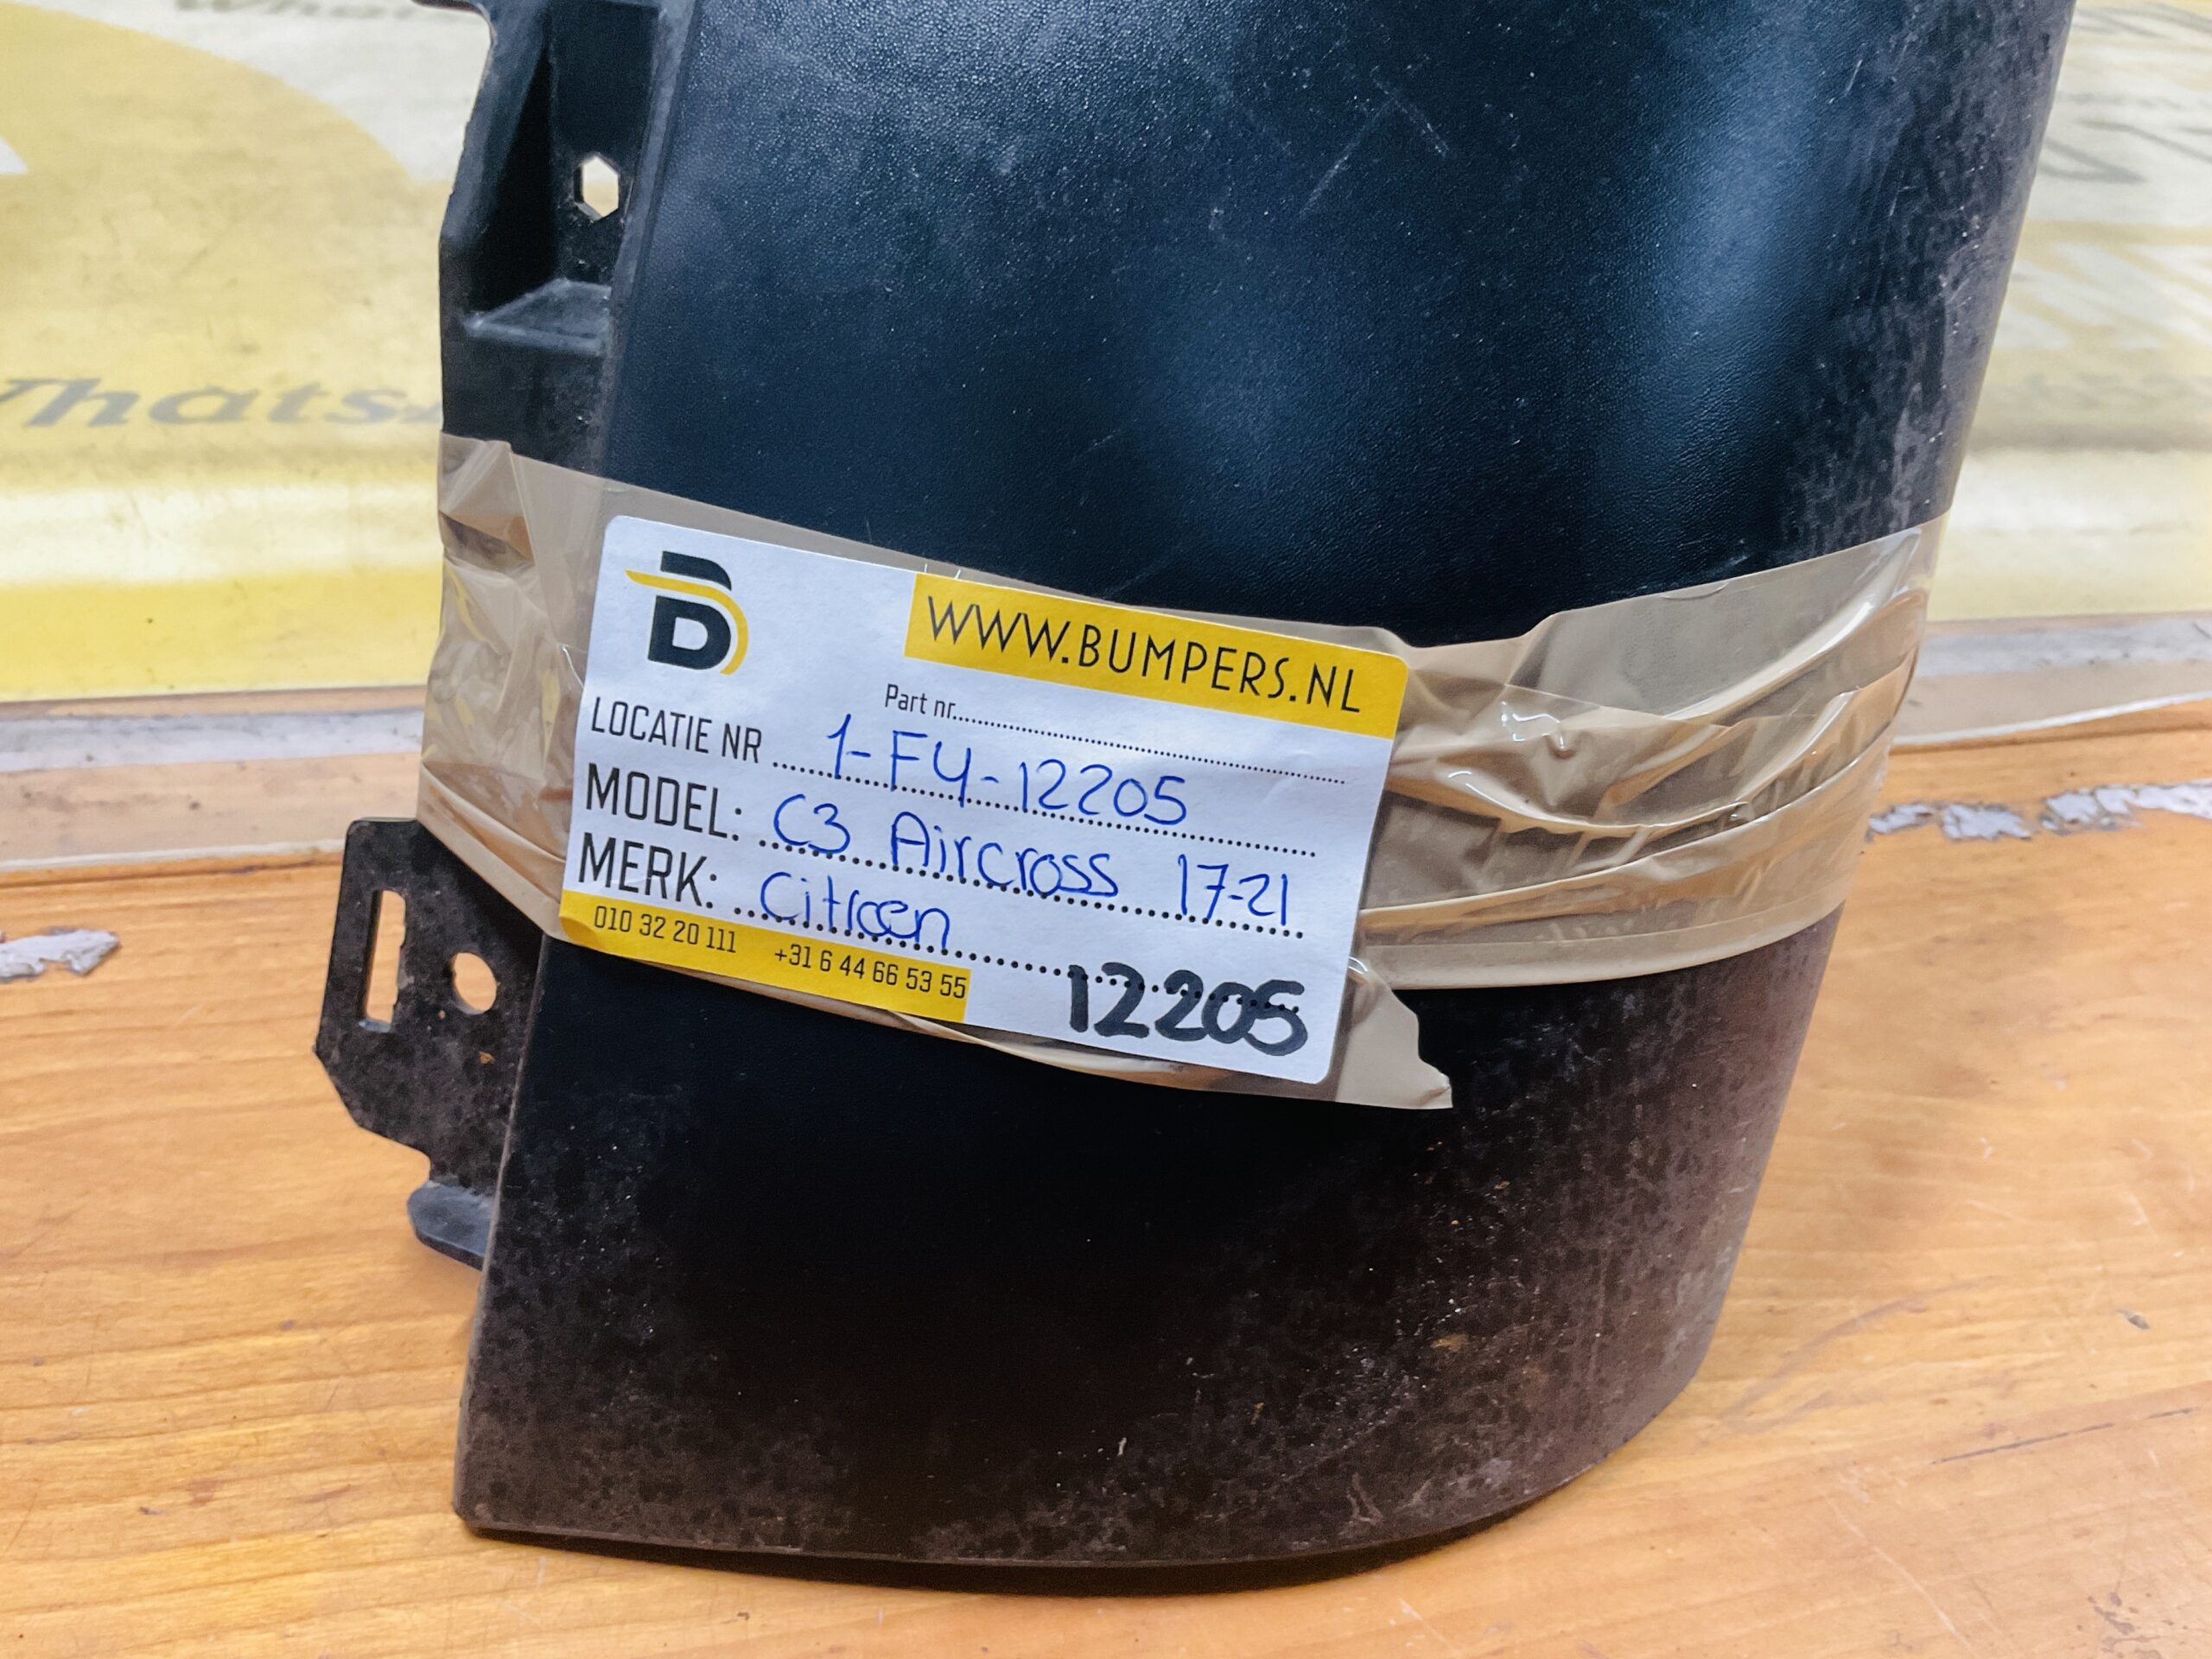 WWW.BUMPERS.NL
Part nr......
LOCATIE NR ...... 1-F4-12205
MODEL: C3 Aircross 17-21
MERK: Citroen
010 32 20 111 +31 6 44 66 53 55
12205